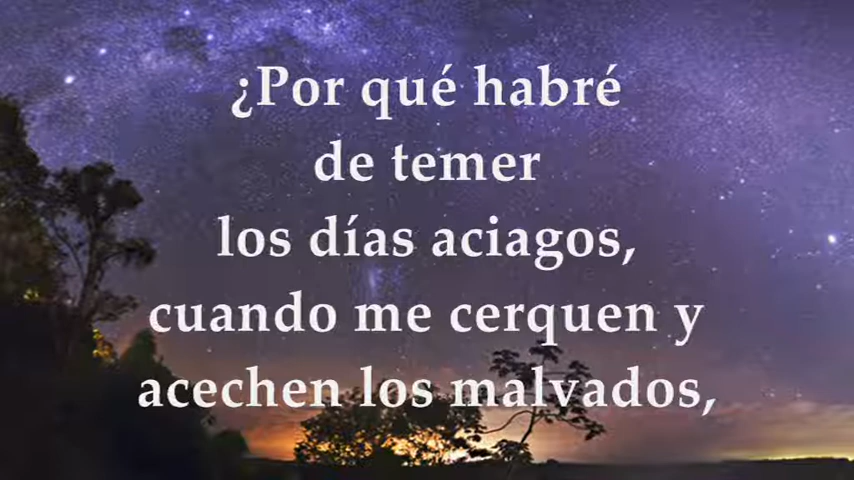 ¿Por qué habré
de temer
los días aciagos,
cuando me cerquen y
acechen los malvados,